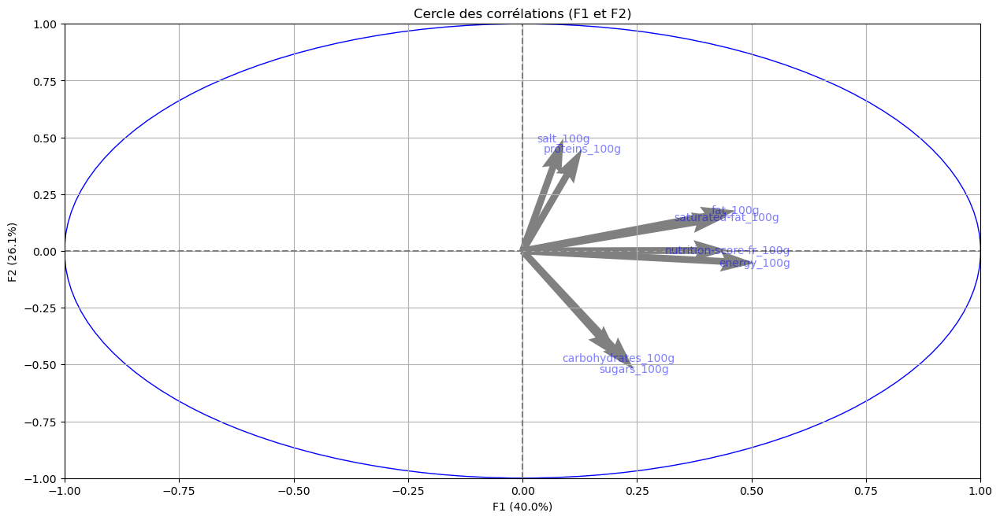 Cercle des corrélations (F1 et F2)
1.00
0.75
0.50
0.25
0.00
−0.25
−0.50
−0.75
−1.00
F2 (26.1%)
salt_100g
proteins_100g
fat_100g
saturated-fat_100g
nutrition-score-fr_100g
energy_100g
carbohydrates_100g
sugars_100g
−1.00 −0.75 −0.50 −0.25 0.00 0.25 0.50 0.75 1.00
F1 (40.0%)